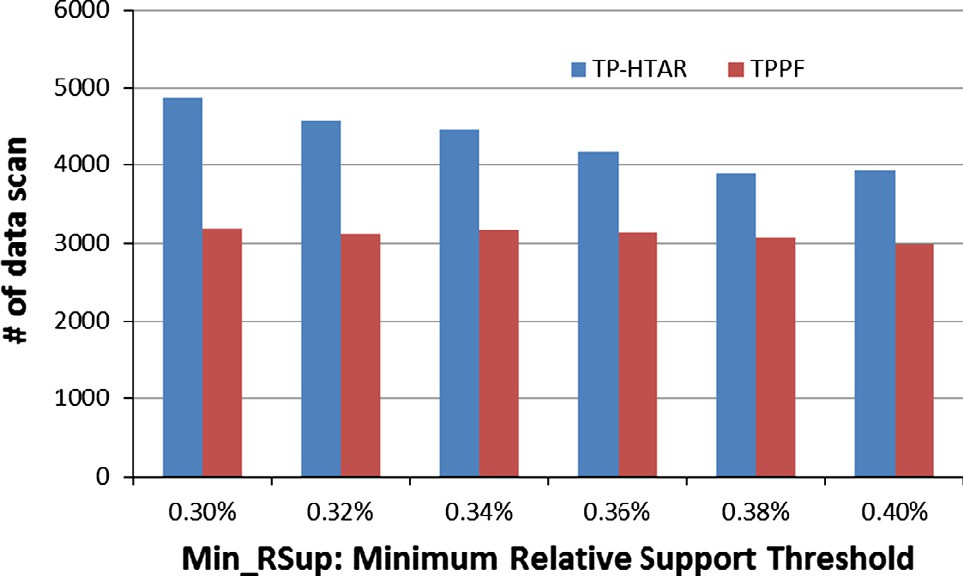 6000
TP-HTAR TPPF
5000
4000
3000
2000
1000
0
# of data scan
0.30% 0.32% 0.34% 0.36% 0.38% 0.40%
Min_RSup: Minimum Relative Support Threshold